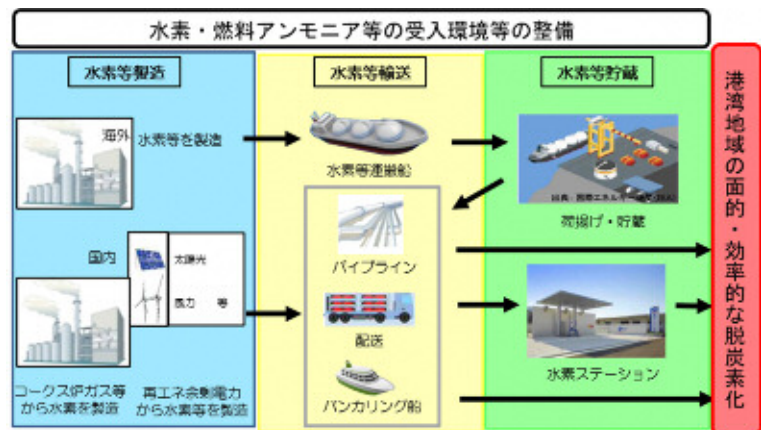 水素・燃料アンモニア等の受入環境等の整備
水素等製造
海外
水素等を製造
国内
太陽光
風力 等
コークス炉ガス等
から水素を製造
再エネ余剰電力
から水素等を製造
水素等輸送
水素等運搬船
パイプライン
配送
バンカリング船
水素等貯蔵
荷揚げ・貯蔵
水素ステーション
港湾地域の面的・効率的な脱炭素化